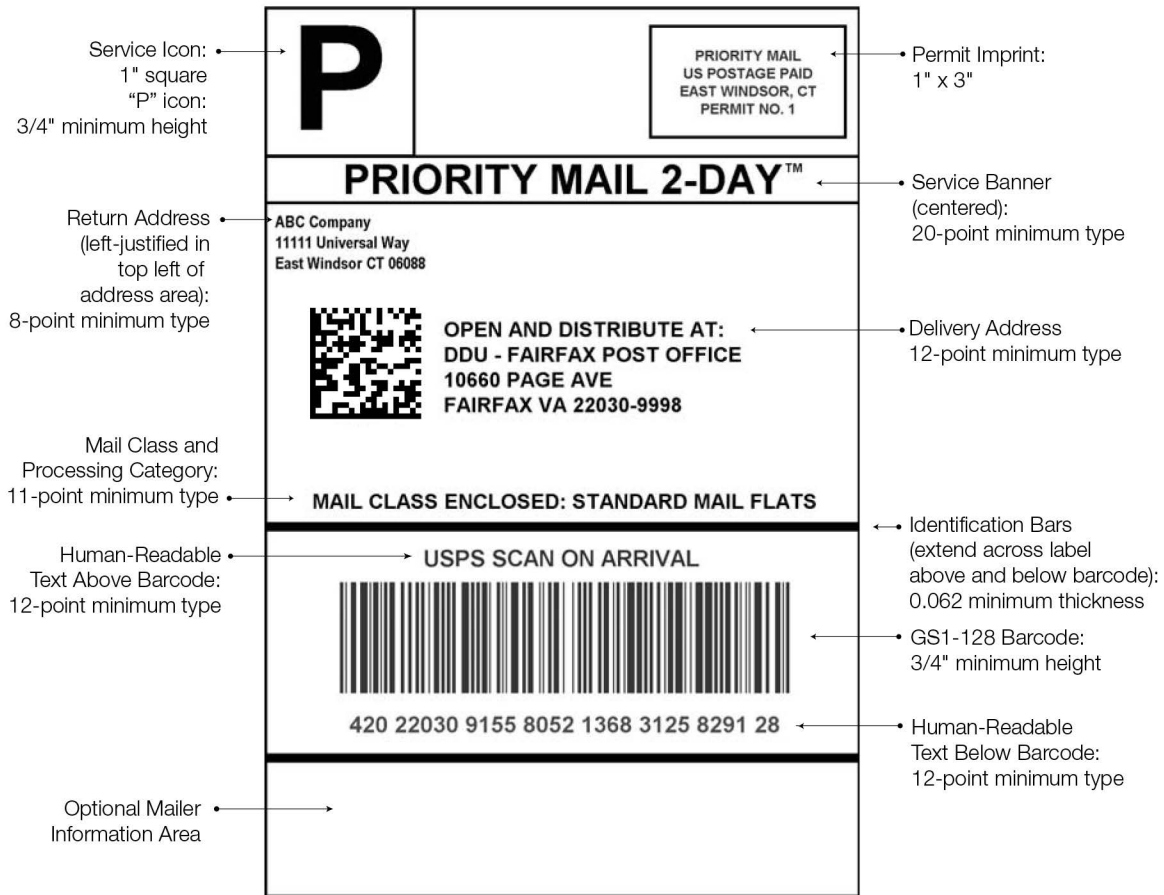 Service Icon:
1" square
“P” icon:
3/4" minimum height
P
PRIORITY MAIL
US POSTAGE PAID
EAST WINDSOR, CT
PERMIT NO. 1
Permit Imprint:
1" x 3"
PRIORITY MAIL 2-DAY™
Service Banner
(centered):
20-point minimum type
Return Address
(left-justified in
top left of
address area):
8-point minimum type
ABC Company
11111 Universal Way
East Windsor CT 06088
OPEN AND DISTRIBUTE AT:
DDU - FAIRFAX POST OFFICE
10660 PAGE AVE
FAIRFAX VA 22030-9998
Delivery Address
12-point minimum type
Mail Class and
Processing Category:
11-point minimum type
MAIL CLASS ENCLOSED: STANDARD MAIL FLATS
Identification Bars
(extend across label
above and below barcode):
0.062 minimum thickness
Human-Readable
Text Above Barcode:
12-point minimum type
USPS SCAN ON ARRIVAL
GS1-128 Barcode:
3/4" minimum height
420 22030 9155 8052 1368 3125 8291 28
Human-Readable
Text Below Barcode:
12-point minimum type
Optional Mailer
Information Area